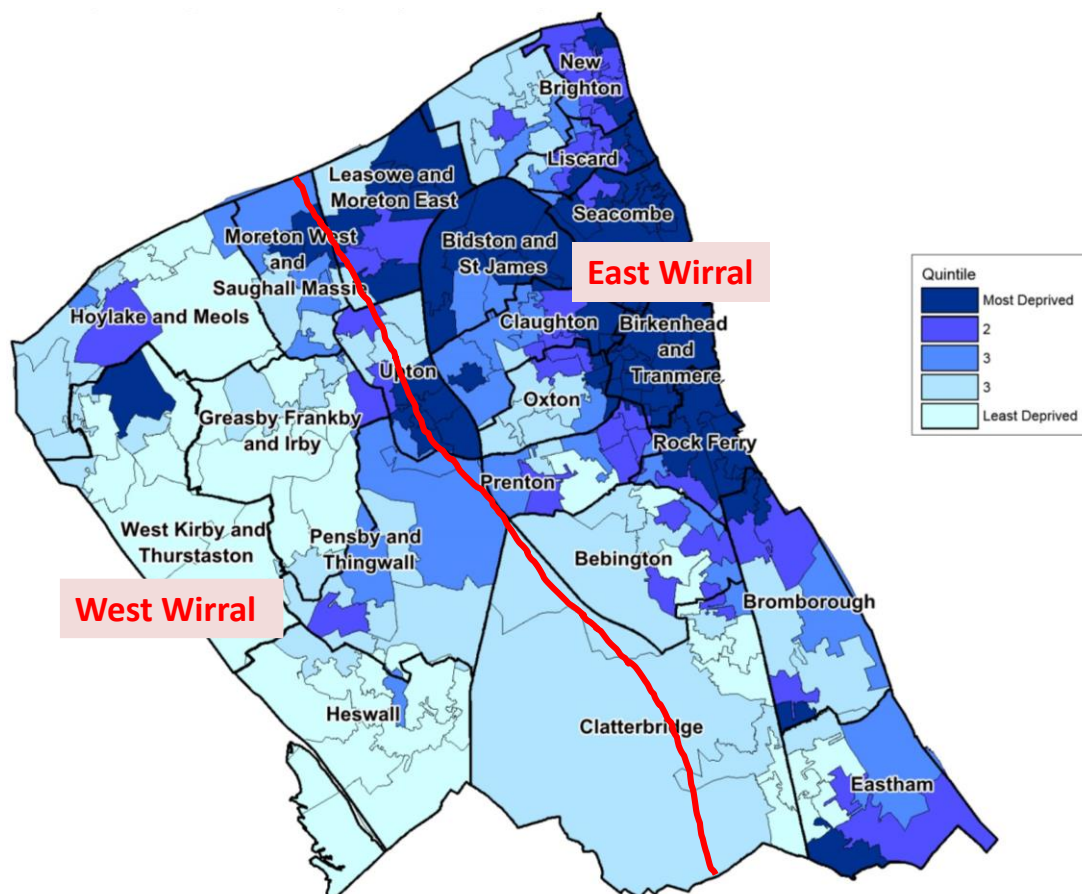 New
Brighton
Liscard
Leasowe and
Moreton East
Seacombe
Moreton West
and
Saughall Massie
Bidston and
St James
East Wirral
Quintile
Most Deprived
2
3
3
Least Deprived
Hoylake and Meols
Claughton
Birkenhead
and
Tranmere
Upton
Oxton
Greasby Frankby
and Irby
Rock Ferry
Prenton
West Kirby and
Thurstaston
Pensby and
Thingwall
Bebington
West Wirral
Bromborough
Heswall
Clatterbridge
Eastham